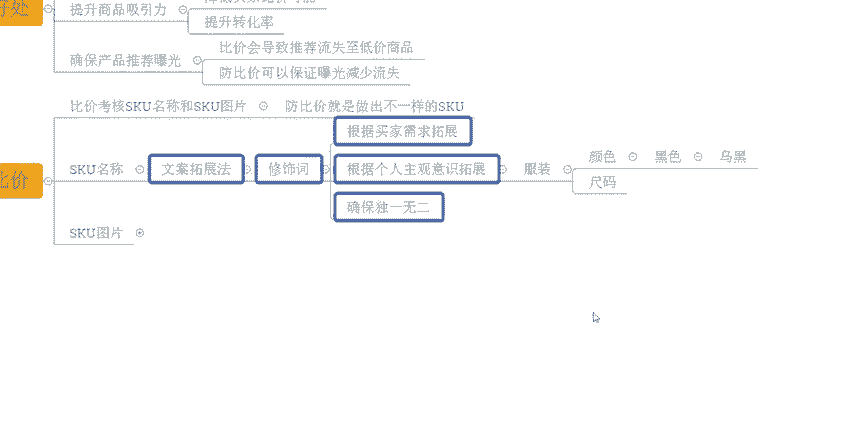 提升商品吸引力
提升转化率
比价会导致推荐流失至低价商品
确保产品推荐曝光
防比价可以保证曝光减少流失
比价考核SKU名称和SKU图片
防比价就是做出不一样的SKU
根据买家需求拓展
比价
SKU名称
文案拓展法
修饰词
根据个人主观意识拓展
服装
颜色
黑色
乌黑
尺码
确保独一无二
SKU图片